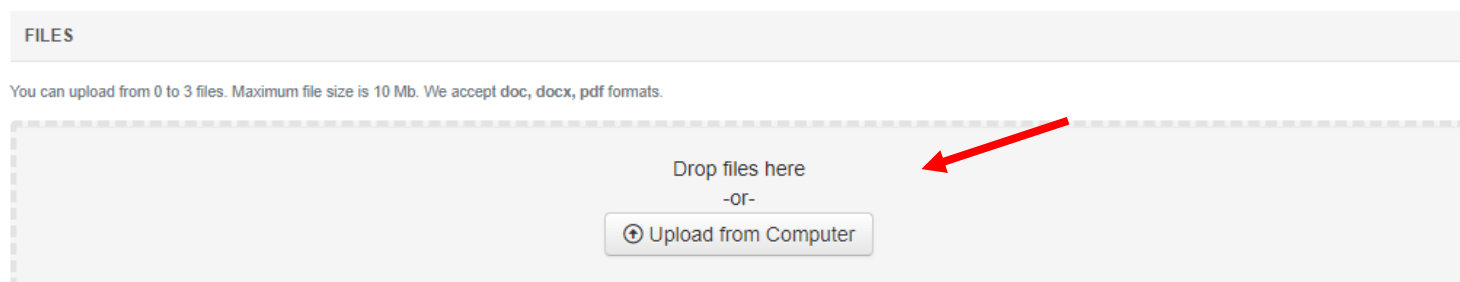 FILES
You can upload from 0 to 3 files. Maximum file size is 10 Mb. We accept doc, docx, pdf formats.
Drop files here
-or-
Upload from Computer